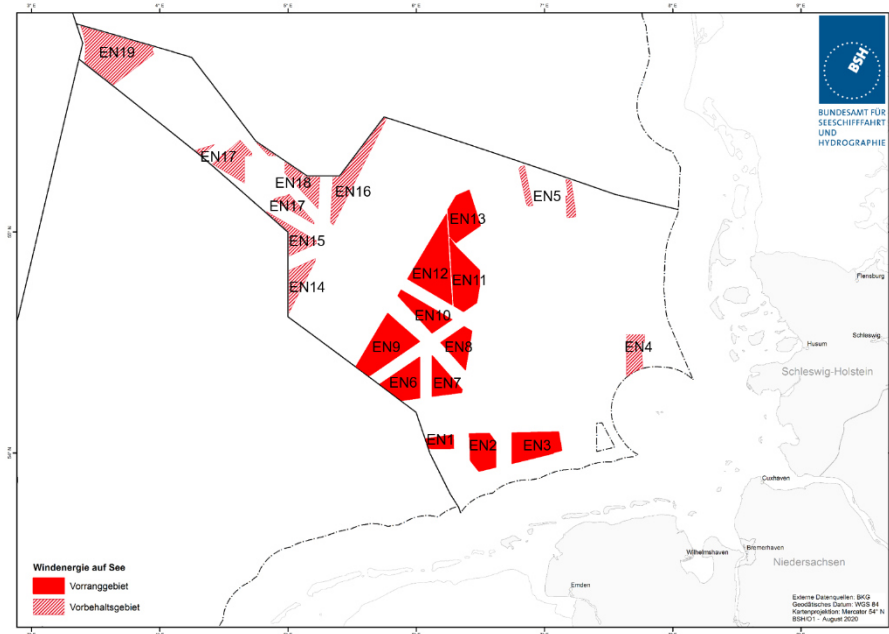 EN19
BSH
BUNDESAMT FÜR
SEESCHIFFFAHRT
UND
HYDROGRAPHIE
EN17
EN18
EN16
EN5
EN17
EN13
EN15
EN12
EN11
EN14
Flensburg
EN10
EN9
EN8
EN4
Husum
Schleswig
Schleswig-Holstein
EN6
EN7
EN1
EN2
EN3
Cuxhaven
Wilhelmshaven
Bremerhaven
Niedersachsen
Emden
Windenergie auf See
Vorranggebiet
Vorbehaltsgebiet
Externe Datenquellen: BKG
Geodätisches Datum: WGS 84
Kartenprojektion: Mercator 54° N
BSH/O1 - August 2020